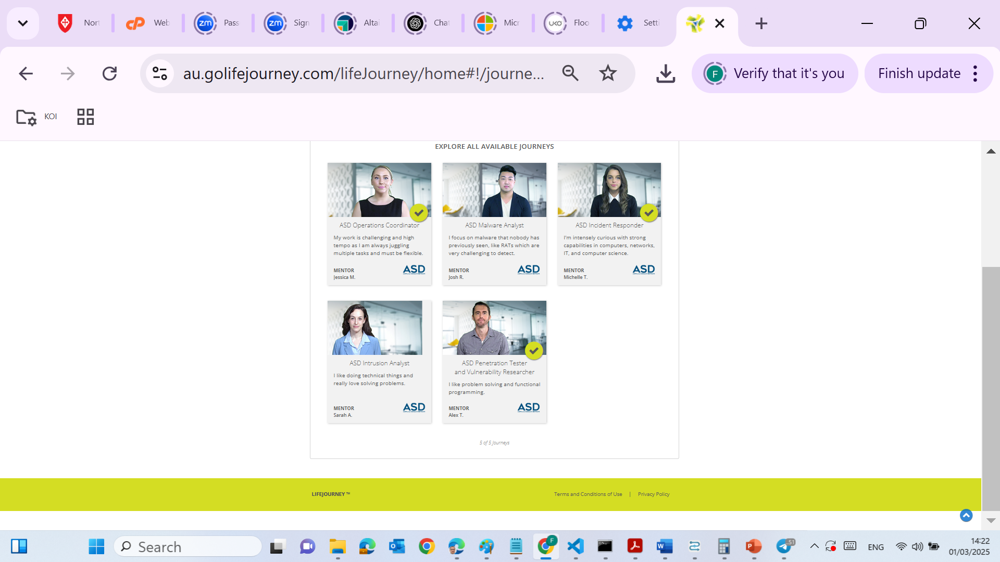 Nort
Web
zm
Pass
zm
Sign
Altai
Chat
Micr
UKO
Floo
Setti
au.golifejourney.com/lifeJourney/home#!/journe...
F
Verify that it's you
Finish update
KOI
EXPLORE ALL AVAILABLE JOURNEYS
ASD Operations Coordinator
My work is challenging and high
tempo as I am always juggling
multiple tasks and must be flexible.
MENTOR
Jessica M.
ASD
ASD Malware Analyst
I focus on malware that nobody has
previously seen, like RATs which are
very challenging to detect.
MENTOR
Josh R.
ASD
ASD Incident Responder
I'm intensely curious with strong
capabilities in computers, networks,
IT, and computer science.
MENTOR
Michelle T.
ASD
ASD Intrusion Analyst
I like doing technical things and
really love solving problems.
MENTOR
Sarah A.
ASD
ASD Penetration Tester
and Vulnerability Researcher
I like problem solving and functional
programming.
MENTOR
Alex T.
ASD
5 of 5 Journeys
LIFEJOURNEY ™
Terms and Conditions of Use | Privacy Policy
Search
F
51
ENG
14:22
01/03/2025